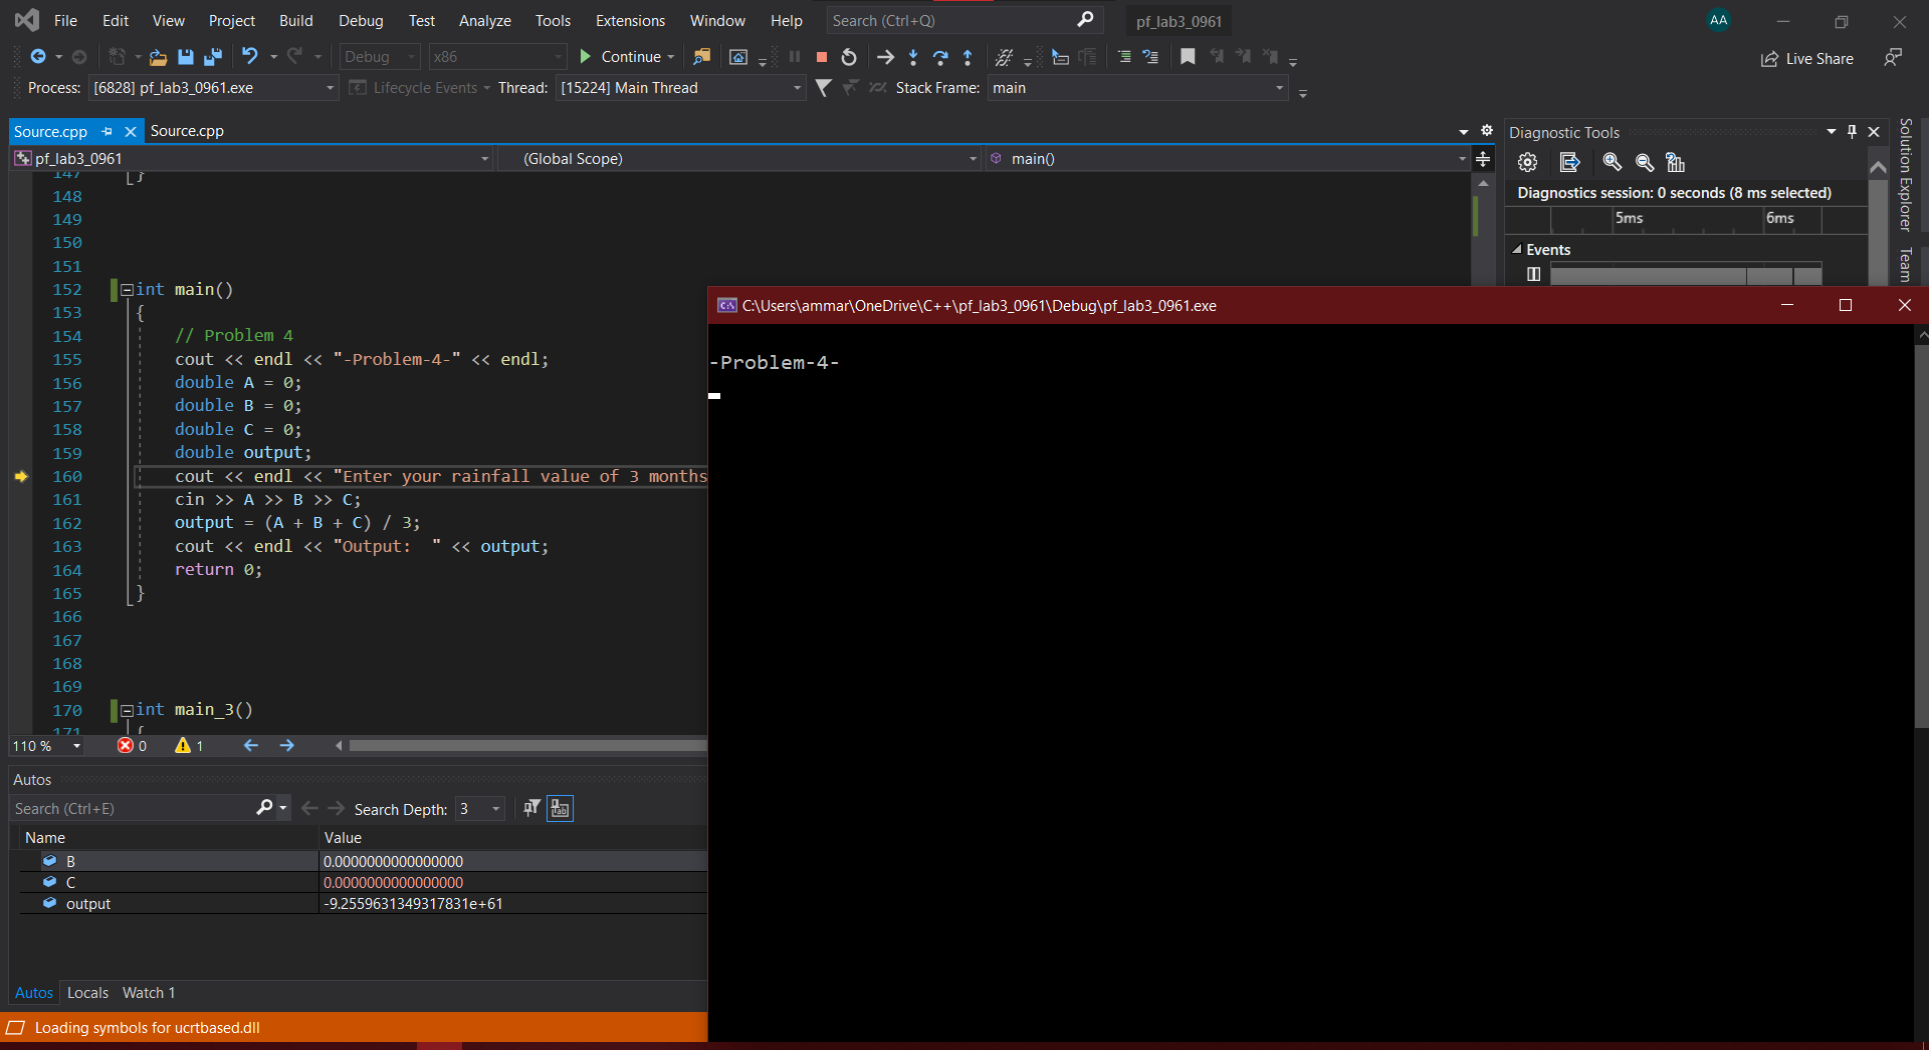 File Edit View Project Build Debug Test Analyze Tools Extensions Window Help Search (Ctrl+Q) pf_lab3_0961 AA
Debug x86 Continue Live Share
Process: [6828] pf_lab3_0961.exe Lifecycle Events Thread: [15224] Main Thread Stack Frame: main
Source.cpp Source.cpp
pf_lab3_0961 (Global Scope) main()
147 }
148
149
150
151
152 int main()
153 {
154 // Problem 4
155 cout << endl << "-Problem-4-" << endl;
156 double A = 0;
157 double B = 0;
158 double C = 0;
159 double output;
160 cout << endl << "Enter your rainfall value of 3 months
161 cin >> A >> B >> C;
162 output = (A + B + C) / 3;
163 cout << endl << "Output:  " << output;
164 return 0;
165 }
166
167
168
169
170 int main_3()
171 {
110 % 0 1
Autos
Search (Ctrl+E) Search Depth: 3
Name Value
B 0.0000000000000000
C 0.0000000000000000
output -9.2559631349317831e+61
Autos Locals Watch 1
Loading symbols for ucrtbased.dll
Diagnostic Tools
Diagnostics session: 0 seconds (8 ms selected)
5ms 6ms
Events
Solution Explorer
Team
C:\Users\ammar\OneDrive\C++\pf_lab3_0961\Debug\pf_lab3_0961.exe
-Problem-4-